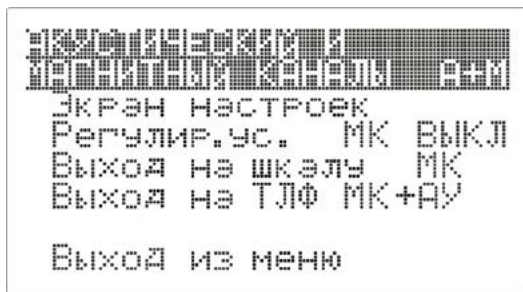 АКУСТИЧЕСКИЙ И
МАГНИТНЫЙ КАНАЛЫ А+М
Экран настроек
Регулир.ус. МК ВЫКЛ
Выход на шкалу МК
Выход на ТЛФ МК+АУ
Выход из меню